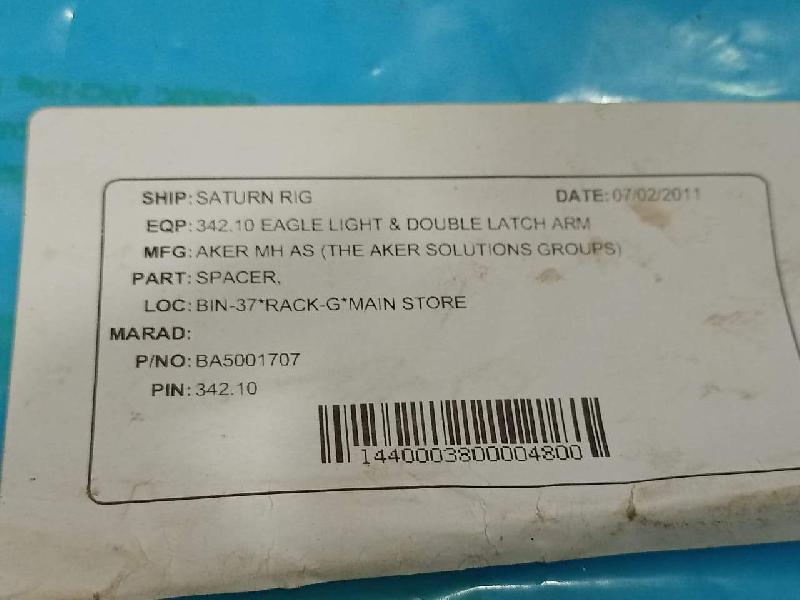 SHIP: SATURN RIG DATE: 07/02/2011
EQP: 342.10 EAGLE LIGHT & DOUBLE LATCH ARM
MFG: AKER MH AS (THE AKER SOLUTIONS GROUPS)
PART: SPACER,
LOC: BIN-37*RACK-G*MAIN STORE
MARAD:
P/NO: BA5001707
PIN: 342.10
1440003800004800